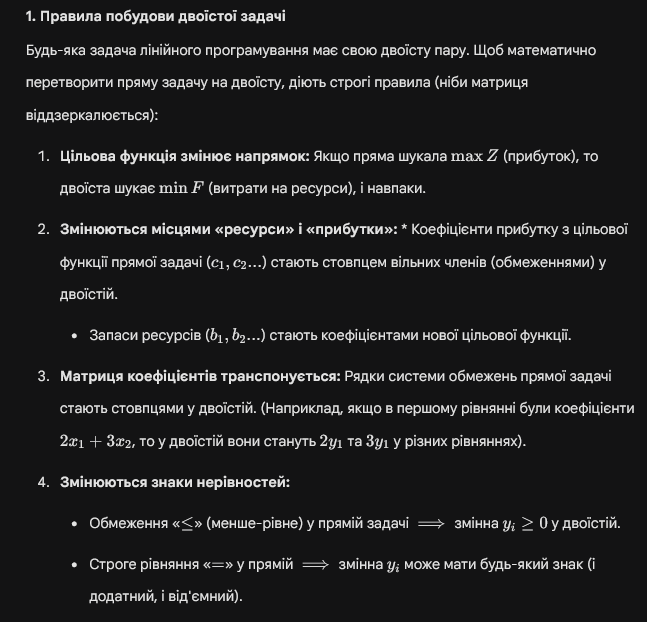 1. Правила побудови двоїстої задачі
Будь-яка задача лінійного програмування має свою двоїсту пару. Щоб математично
перетворити пряму задачу на двоїсту, діють строгі правила (ніби матриця
віддзеркалюється):
1. Цільова функція змінює напрямок: Якщо пряма шукала max Z (прибуток), то
двоїста шукає min F (витрати на ресурси), і навпаки.
2. Змінюються місцями «ресурси» і «прибутки»: * Коефіцієнти прибутку з цільової
функції прямої задачі (c₁, c₂...) стають стовпцем вільних членів (обмеженнями) у
двоїстій.
• Запаси ресурсів (b₁, b₂...) стають коефіцієнтами нової цільової функції.
3. Матриця коефіцієнтів транспонується: Рядки системи обмежень прямої задачі
стають стовпцями у двоїстій. (Наприклад, якщо в першому рівнянні були коефіцієнти
2x₁ + 3x₂, то у двоїстій вони стануть 2y₁ та 3y₁ у різних рівняннях).
4. Змінюються знаки нерівностей:
• Обмеження «≤» (менше-рівне) у прямій задачі ⟹ змінна yᵢ ≥ 0 у двоїстій.
• Строге рівняння «=» у прямій ⟹ змінна yᵢ може мати будь-який знак (і
додатний, і від'ємний).